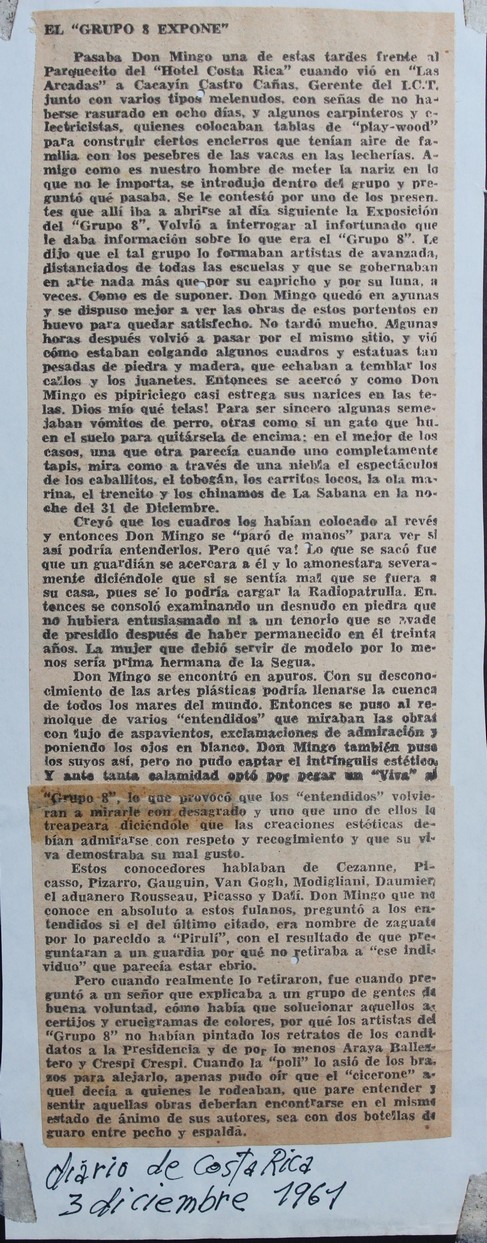 EL "GRUPO 8 EXPONE"
Pasaba Don Mingo una de estas tardes frente al
Parquecito del "Hotel Costa Rica" cuando vió en "Las
Arcadas" a Cacayín Castro Cañas, Gerente del I.C.T.
junto con varios tipos melenudos, con señas de no ha-
berse rasurado en ocho días, y algunos carpinteros y e-
lectricistas, quienes colocaban tablas de "play-wood"
para construir ciertos encierros que tenían aire de fa-
milia con los pesebres de las vacas en las lecherías. A-
migo como es nuestro hombre de meter la nariz en lo
que no le importa, se introdujo dentro del grupo y pre-
guntó qué pasaba. Se le contestó por uno de los presen-
tes que allí iba a abrirse al día siguiente la Exposición
del "Grupo 8". Volvió a interrogar al infortunado que
le daba información sobre lo que era el "Grupo 8". Le
dijo que el tal grupo lo formaban artistas de avanzada,
distanciados de todas las escuelas y que se gobernaban
en arte nada más que por su capricho y por su luna, a
veces. Como es de suponer. Don Mingo quedó en ayunas
y se dispuso mejor a ver las obras de estos portentos en
huevo para quedar satisfecho. No tardó mucho. Algunas
horas después volvió a pasar por el mismo sitio, y vió
cómo estaban colgando algunos cuadros y estatuas tan
pesadas de piedra y madera, que echaban a temblar los
callos y los juanetes. Entonces se acercó y como Don
Mingo es pipiriciego casi estrega sus narices en las te-
las. Dios mío qué telas! Para ser sincero algunas seme-
jaban vómitos de perro, otras como si un gato que hu.
en el suelo para quitársela de encima; en el mejor de los
casos, una que otra parecía cuando uno completamente
tapis, mira como a través de una niebla el espectáculos
de los caballitos, el tobogán, los carritos locos, la ola ma-
rina, el trencito y los chinamos de La Sabana en la no-
che del 31 de Diciembre.
Creyó que los cuadros los habían colocado al revés
y entonces Don Mingo se "paró de manos" para ver si
así podría entenderlos. Pero qué va! Lo que se sacó fue
que un guardián se acercara a él y lo amonestara severa-
mente diciéndole que si se sentía mal que se fuera a
su casa, pues se lo podría cargar la Radiopatrulla. En-
tonces se consoló examinando un desnudo en piedra que
no hubiera entusiasmado ni a un tenorio que se evade
de presidio después de haber permanecido en él treinta
años. La mujer que debió servir de modelo por lo me-
nos sería prima hermana de la Segua.
Don Mingo se encontró en apuros. Con su descono-
cimiento de las artes plásticas podría llenarse la cuenca
de todos los mares del mundo. Entonces se puso al re-
molque de varios "entendidos" que miraban las obras
con lujo de aspavientos, exclamaciones de admiración y
poniendo los ojos en blanco. Don Mingo también puso
los suyos así, pero no pudo captar el intríngulis estético.
Y ante tanta calamidad optó por pegar un "Viva" al
"Grupo 8", lo que provocó que los "entendidos" volvie-
ran a mirarle con desagrado y uno que uno de ellos lo
treapeara diciéndole que las creaciones estéticas de-
bían admirarse con respeto y recogimiento y que su vi-
va demostraba su mal gusto.
Estos conocedores hablaban de Cezanne, Pi-
casso, Pizarro, Gauguin, Van Gogh, Modigliani, Daumier,
el aduanero Rousseau, Picasso y Dalí. Don Mingo que no
conoce en absoluto a estos fulanos, preguntó a los en-
tendidos si el del último citado, era nombre de zaguate
por lo parecido a "Pirulí", con el resultado de que pre-
guntaran a un guardia por qué no retiraba a "ese indi-
viduo" que parecía estar ebrio.
Pero cuando realmente lo retiraron, fue cuando pre-
guntó a un señor que explicaba a un grupo de gentes de
buena voluntad, cómo había que solucionar aquellos a-
certijos y crucigramas de colores, por qué los artistas del
"Grupo 8" no habían pintado los retratos de los candi-
datos a la Presidencia y de por lo menos Araya Balles-
tero y Crespi Crespi. Cuando la "poli" lo asió de los bra-
zos para alejarlo, apenas pudo oír que el "cicerone" a-
quel decía a quienes le rodeaban, que pare entender y
sentir aquellas obras deberían encontrarse en el mismo
estado de ánimo de sus autores, sea con dos botellas de
guaro entre pecho y espalda.
diário de Costa Rica
3 diciembre 1961